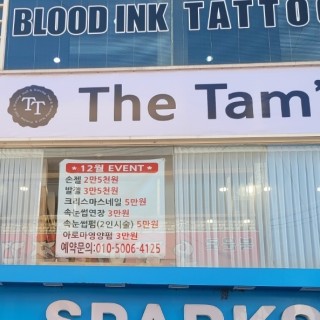 BLOOD INK TATTOO
TT
The Tam'
12월 EVENT
손젤 2만5천원
발젤 3만5천원
크리스마스네일 5만원
속눈썹연장 3만원
속눈썹펌(2인시술) 5만원
아로마영양펌 3만원
예약문의:010-5006-4125
SPARKS